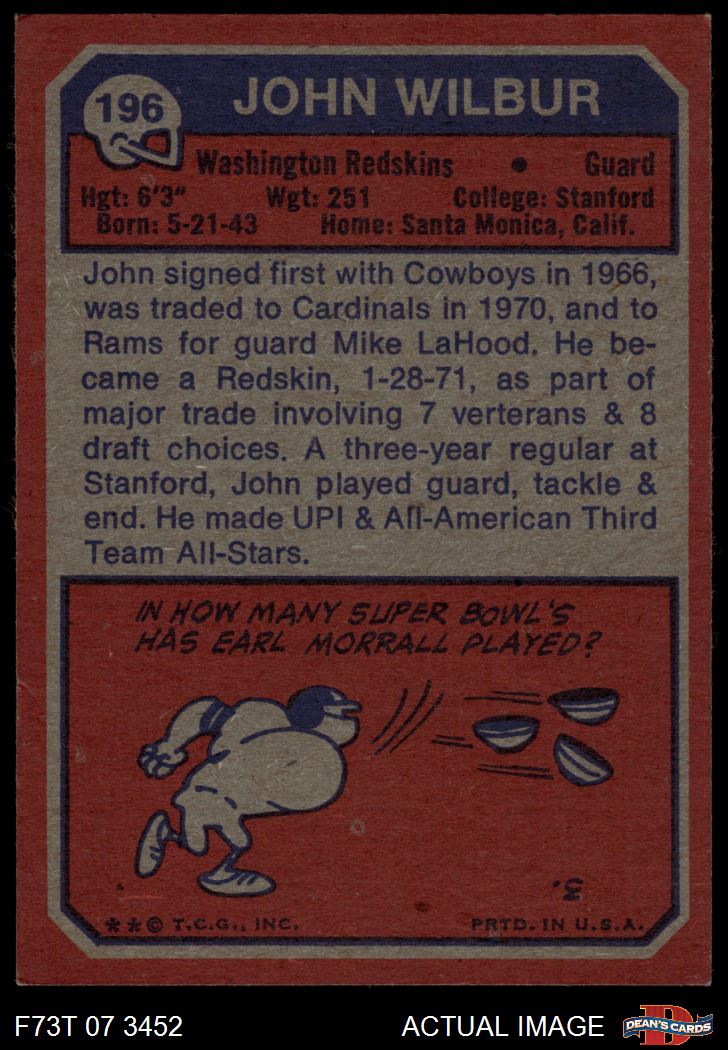 196
JOHN WILBUR
Washington Redskins • Guard
Hgt: 6'3" Wgt: 251 College: Stanford
Born: 5-21-43 Home: Santa Monica, Calif.
John signed first with Cowboys in 1966,
was traded to Cardinals in 1970, and to
Rams for guard Mike LaHood. He be-
came a Redskin, 1-28-71, as part of
major trade involving 7 verterans & 8
draft choices. A three-year regular at
Stanford, John played guard, tackle &
end. He made UPI & All-American Third
Team All-Stars.
IN HOW MANY SUPER BOWL'S
HAS EARL MORRALL PLAYED?
3.
* * © T.C.G., INC. PRTD. IN U.S.A.
F73T 07 3452 ACTUAL IMAGE
D
DEAN'S CARDS